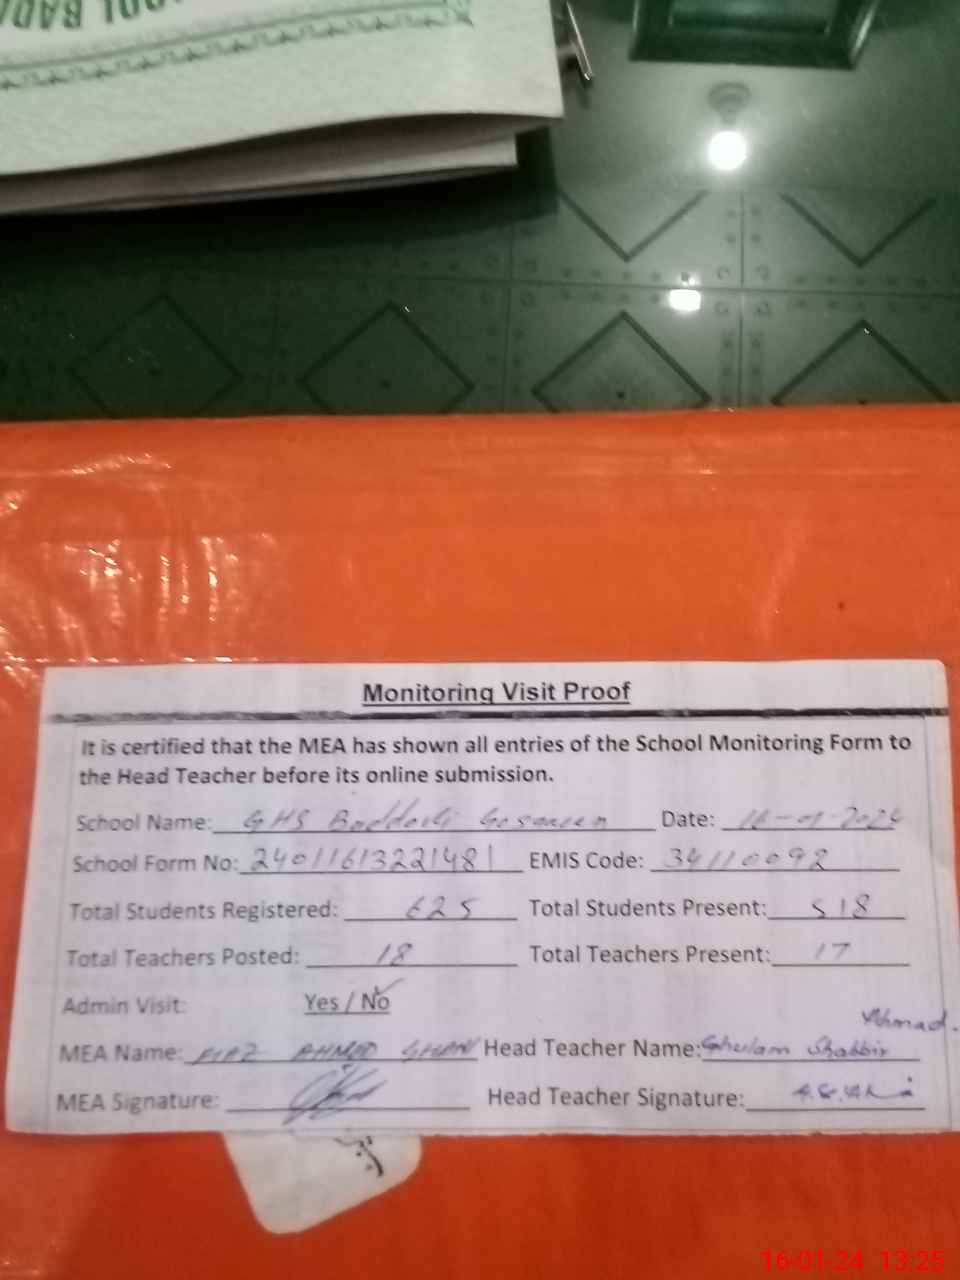 OOL BADD
Monitoring Visit Proof
It is certified that the MEA has shown all entries of the School Monitoring Form to
the Head Teacher before its online submission.
School Name: GHS Baddoki Gosaien Date: 16-01-2024
School Form No: 24011613221481 EMIS Code: 34110092
Total Students Registered: 625 Total Students Present: 518
Total Teachers Posted: 18 Total Teachers Present: 17
Admin Visit: Yes / No
Ahmad.
MEA Name: AHMAD Head Teacher Name: Ghulam Shabbir
MEA Signature: Head Teacher Signature:
16-01-24 13:25